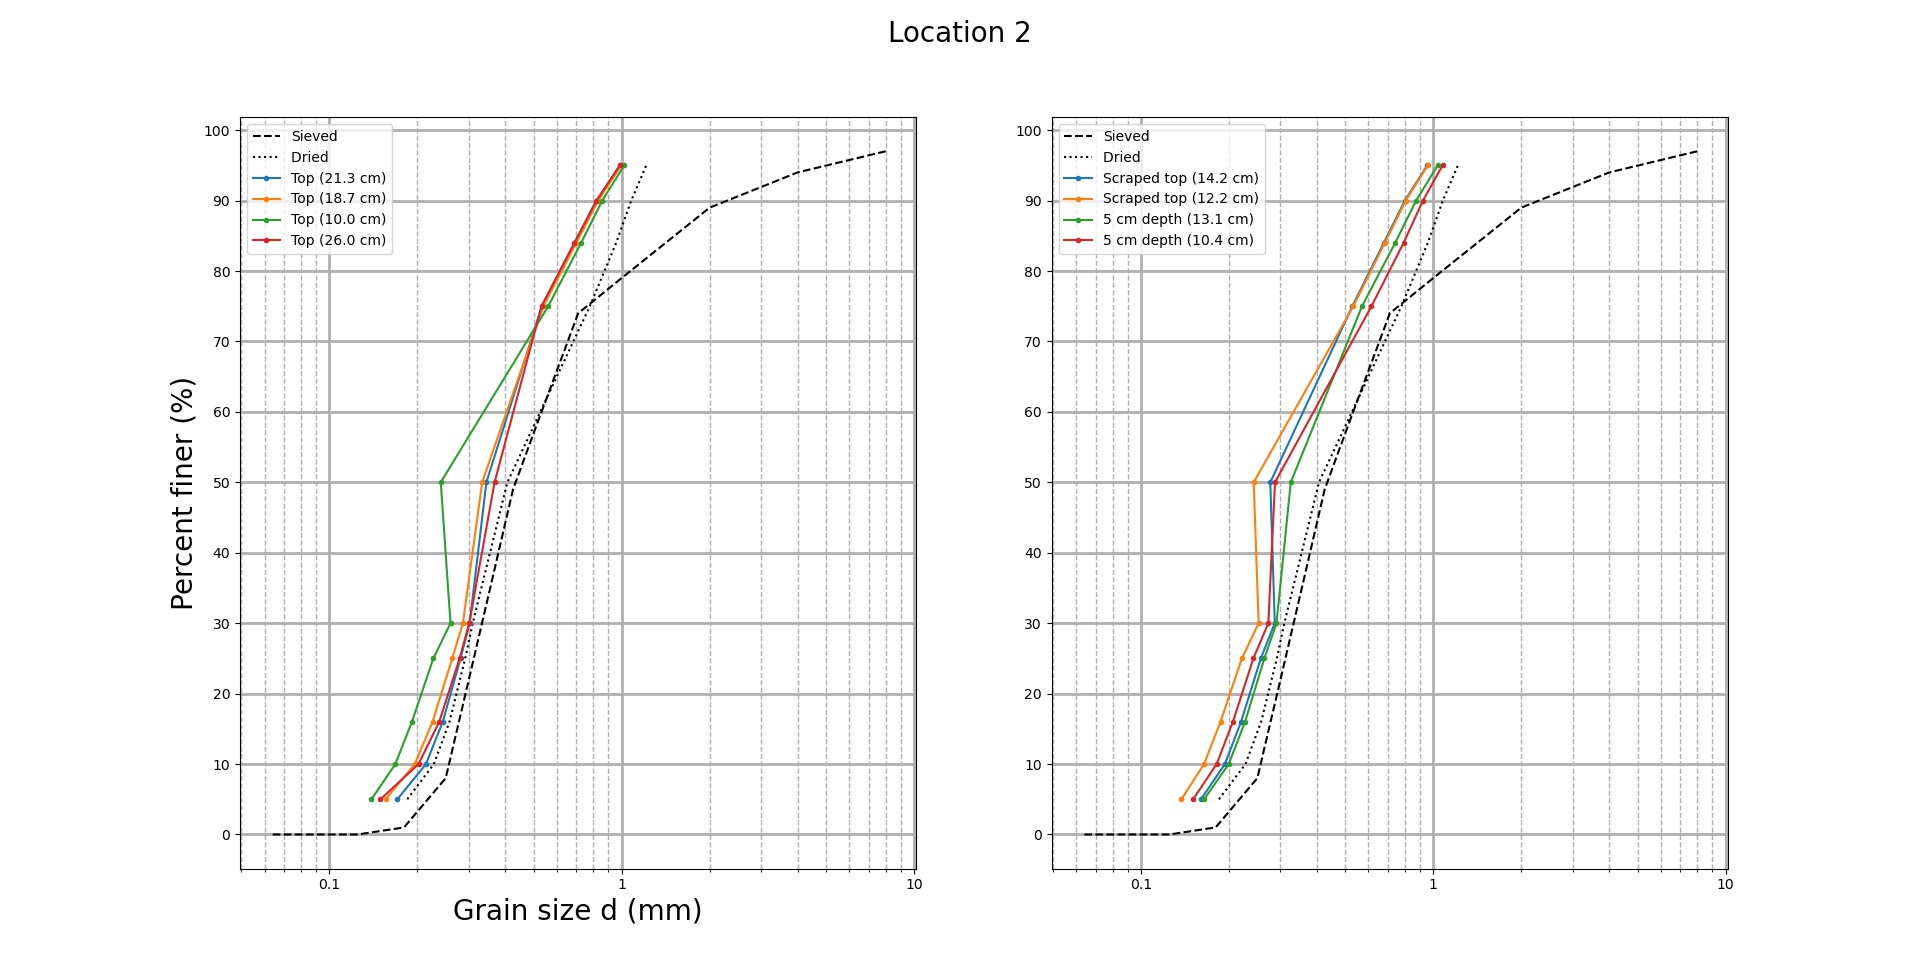 Location 2
Percent finer (%)
100
90
80
70
60
50
40
30
20
10
0
Sieved
Dried
Top (21.3 cm)
Top (18.7 cm)
Top (10.0 cm)
Top (26.0 cm)
0.1
1
10
Grain size d (mm)
100
90
80
70
60
50
40
30
20
10
0
Sieved
Dried
Scraped top (14.2 cm)
Scraped top (12.2 cm)
5 cm depth (13.1 cm)
5 cm depth (10.4 cm)
0.1
1
10